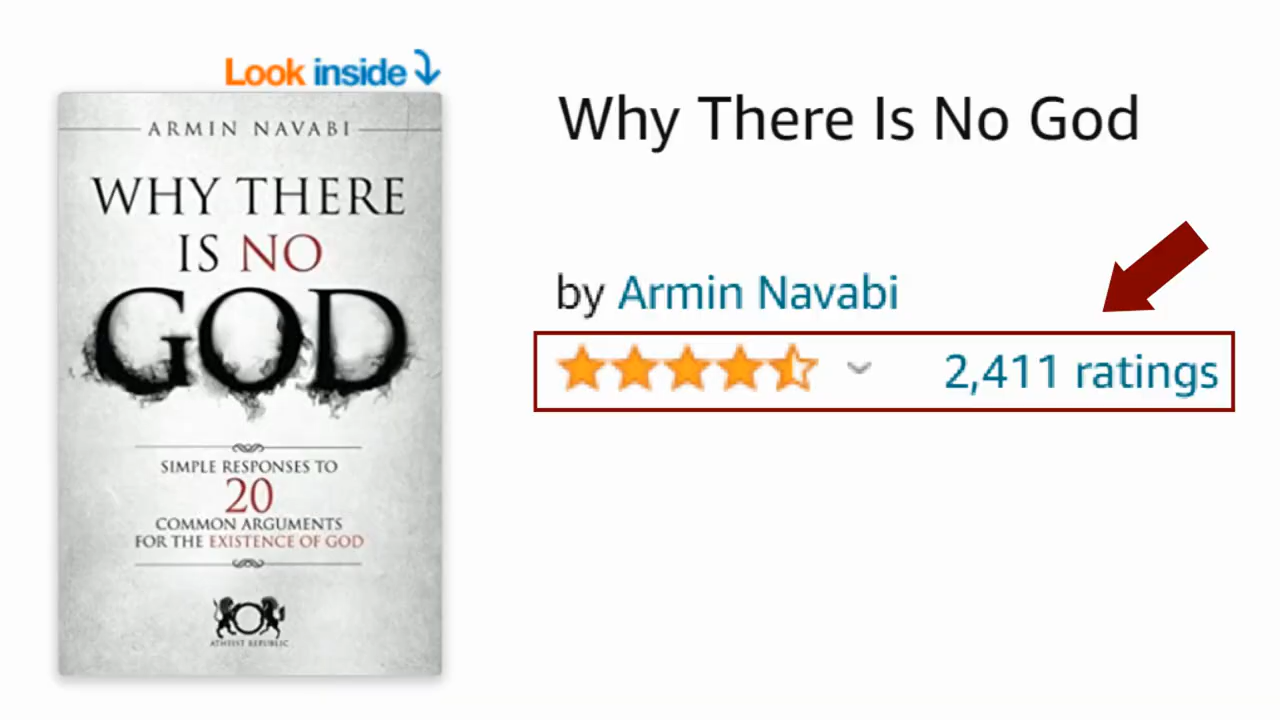 Look inside
ARMIN NAVABI
WHY THERE
IS NO
GOD
SIMPLE RESPONSES TO
20
COMMON ARGUMENTS
FOR THE EXISTENCE OF GOD
ATHEIST REPUBLIC
Why There Is No God
by Armin Navabi
2,411 ratings